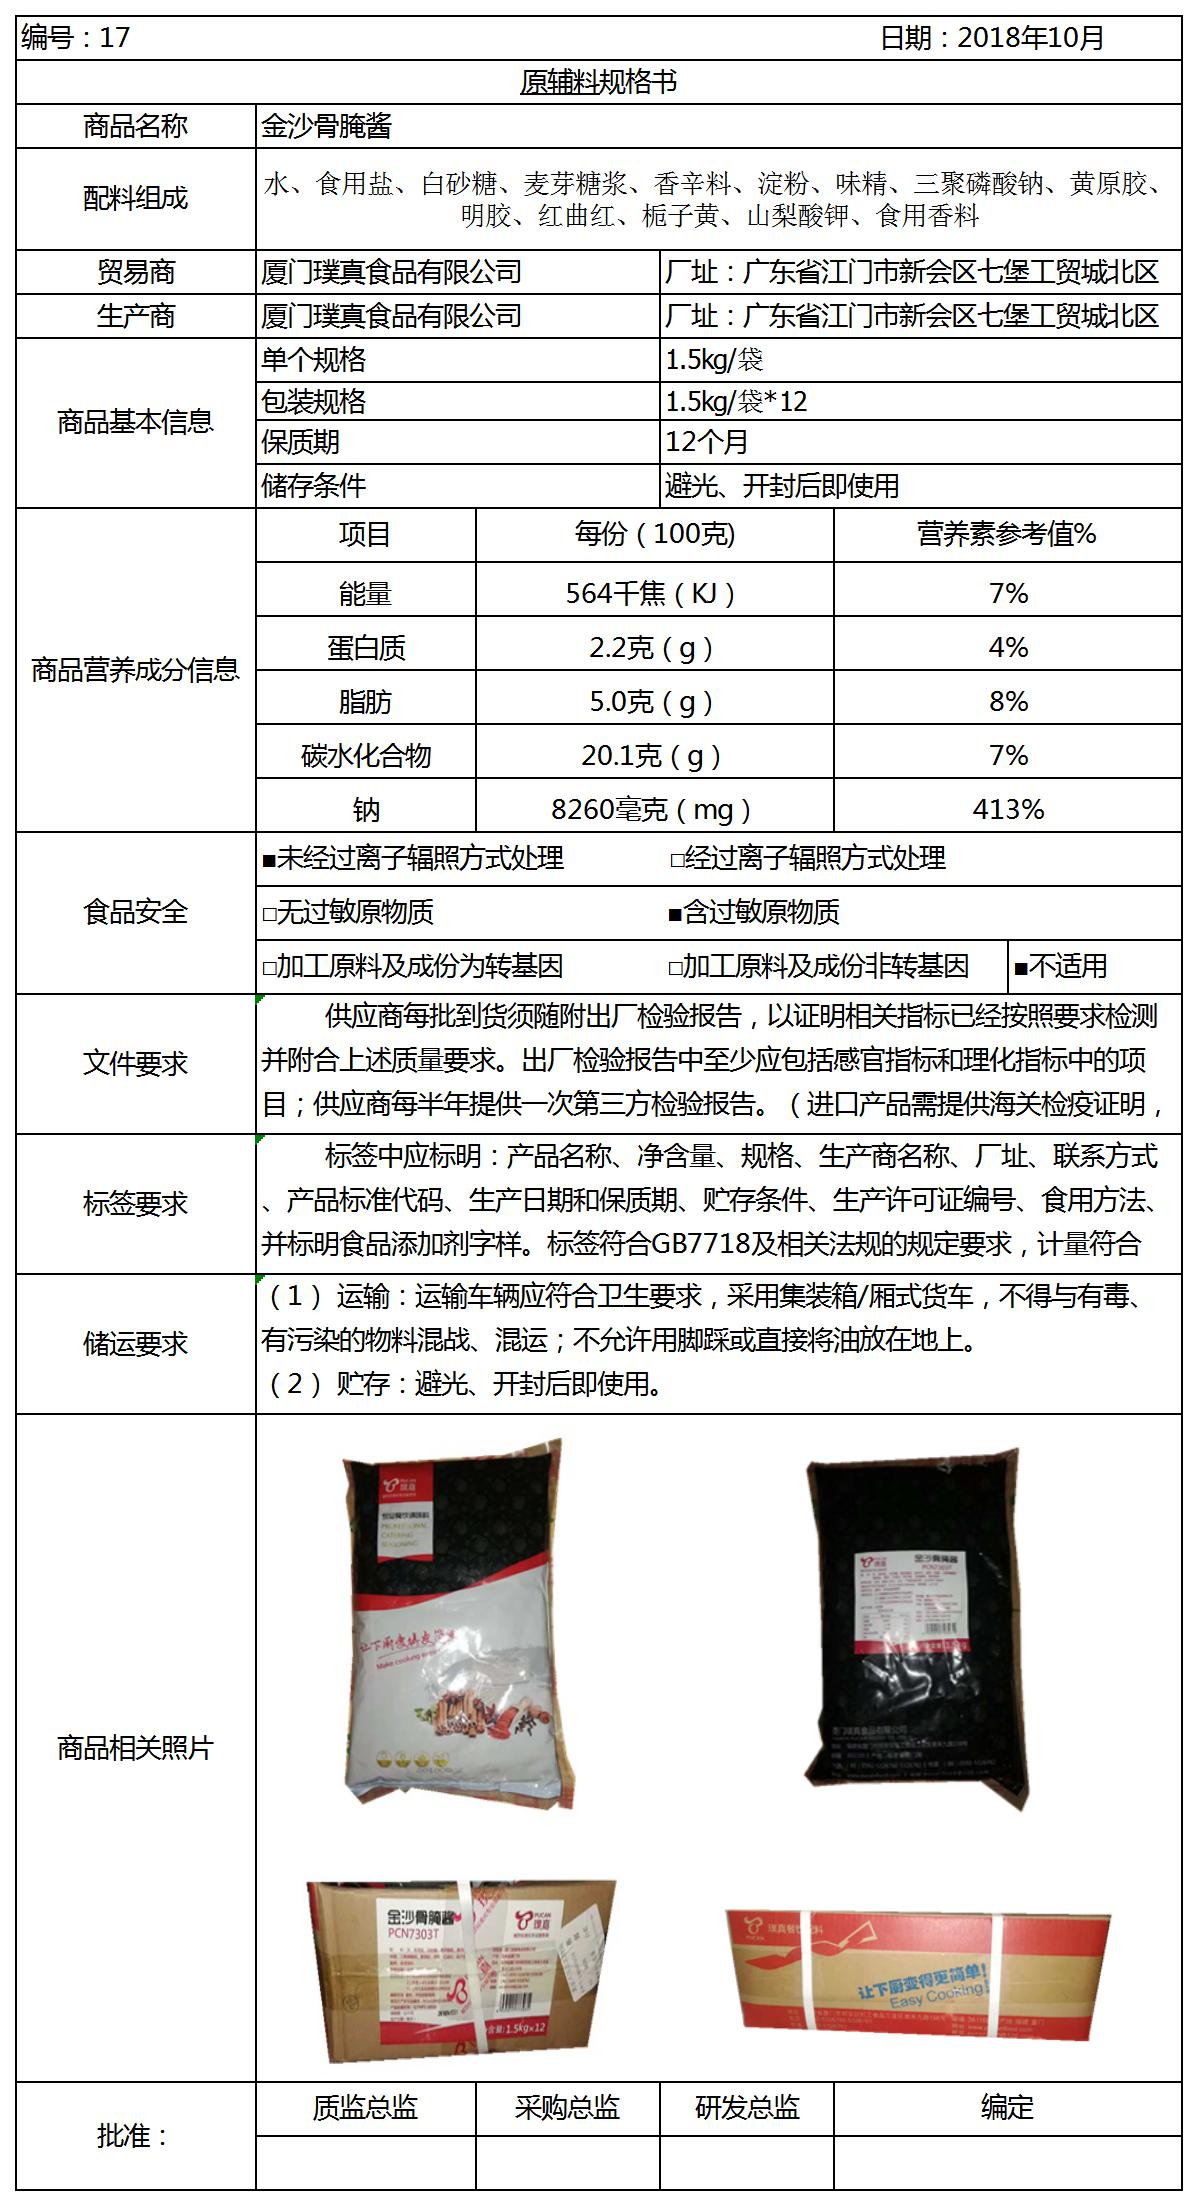 编号：17 日期：2018年10月
原辅料规格书
商品名称 金沙骨腌酱
配料组成 水、食用盐、白砂糖、麦芽糖浆、香辛料、淀粉、味精、三聚磷酸钠、黄原胶、
明胶、红曲红、栀子黄、山梨酸钾、食用香料
贸易商 厦门璞真食品有限公司 厂址：广东省江门市新会区七堡工贸城北区
生产商 厦门璞真食品有限公司 厂址：广东省江门市新会区七堡工贸城北区
商品基本信息
单个规格 1.5kg/袋
包装规格 1.5kg/袋*12
保质期 12个月
储存条件 避光、开封后即使用
商品营养成分信息
项目 每份（100克) 营养素参考值%
能量 564千焦（KJ） 7%
蛋白质 2.2克（g） 4%
脂肪 5.0克（g） 8%
碳水化合物 20.1克（g） 7%
钠 8260毫克（mg） 413%
食品安全
■未经过离子辐照方式处理 □经过离子辐照方式处理
□无过敏原物质 ■含过敏原物质
□加工原料及成份为转基因 □加工原料及成份非转基因 ■不适用
文件要求
供应商每批到货须随附出厂检验报告，以证明相关指标已经按照要求检测
并附合上述质量要求。出厂检验报告中至少应包括感官指标和理化指标中的项
目；供应商每半年提供一次第三方检验报告。（进口产品需提供海关检疫证明，
标签要求
标签中应标明：产品名称、净含量、规格、生产商名称、厂址、联系方式
、产品标准代码、生产日期和保质期、贮存条件、生产许可证编号、食用方法、
并标明食品添加剂字样。标签符合GB7718及相关法规的规定要求，计量符合
储运要求
（1） 运输：运输车辆应符合卫生要求，采用集装箱/厢式货车，不得与有毒、
有污染的物料混战、混运；不允许用脚踩或直接将油放在地上。
（2） 贮存：避光、开封后即使用。
商品相关照片
PUCAN
璞真
专业餐饮调味料
PROFESSIONAL
CATERING
SEASONING
Make cooking
璞真
金沙骨腌酱
PCN7303T
厦门璞真食品有限公司
金沙骨腌酱
PCN7303T
PUCAN
璞真
1.5kg×12
PUCAN
璞真餐饮配料
让下厨变得更简单！
Easy Cooking!
批准：
质监总监 采购总监 研发总监 编定